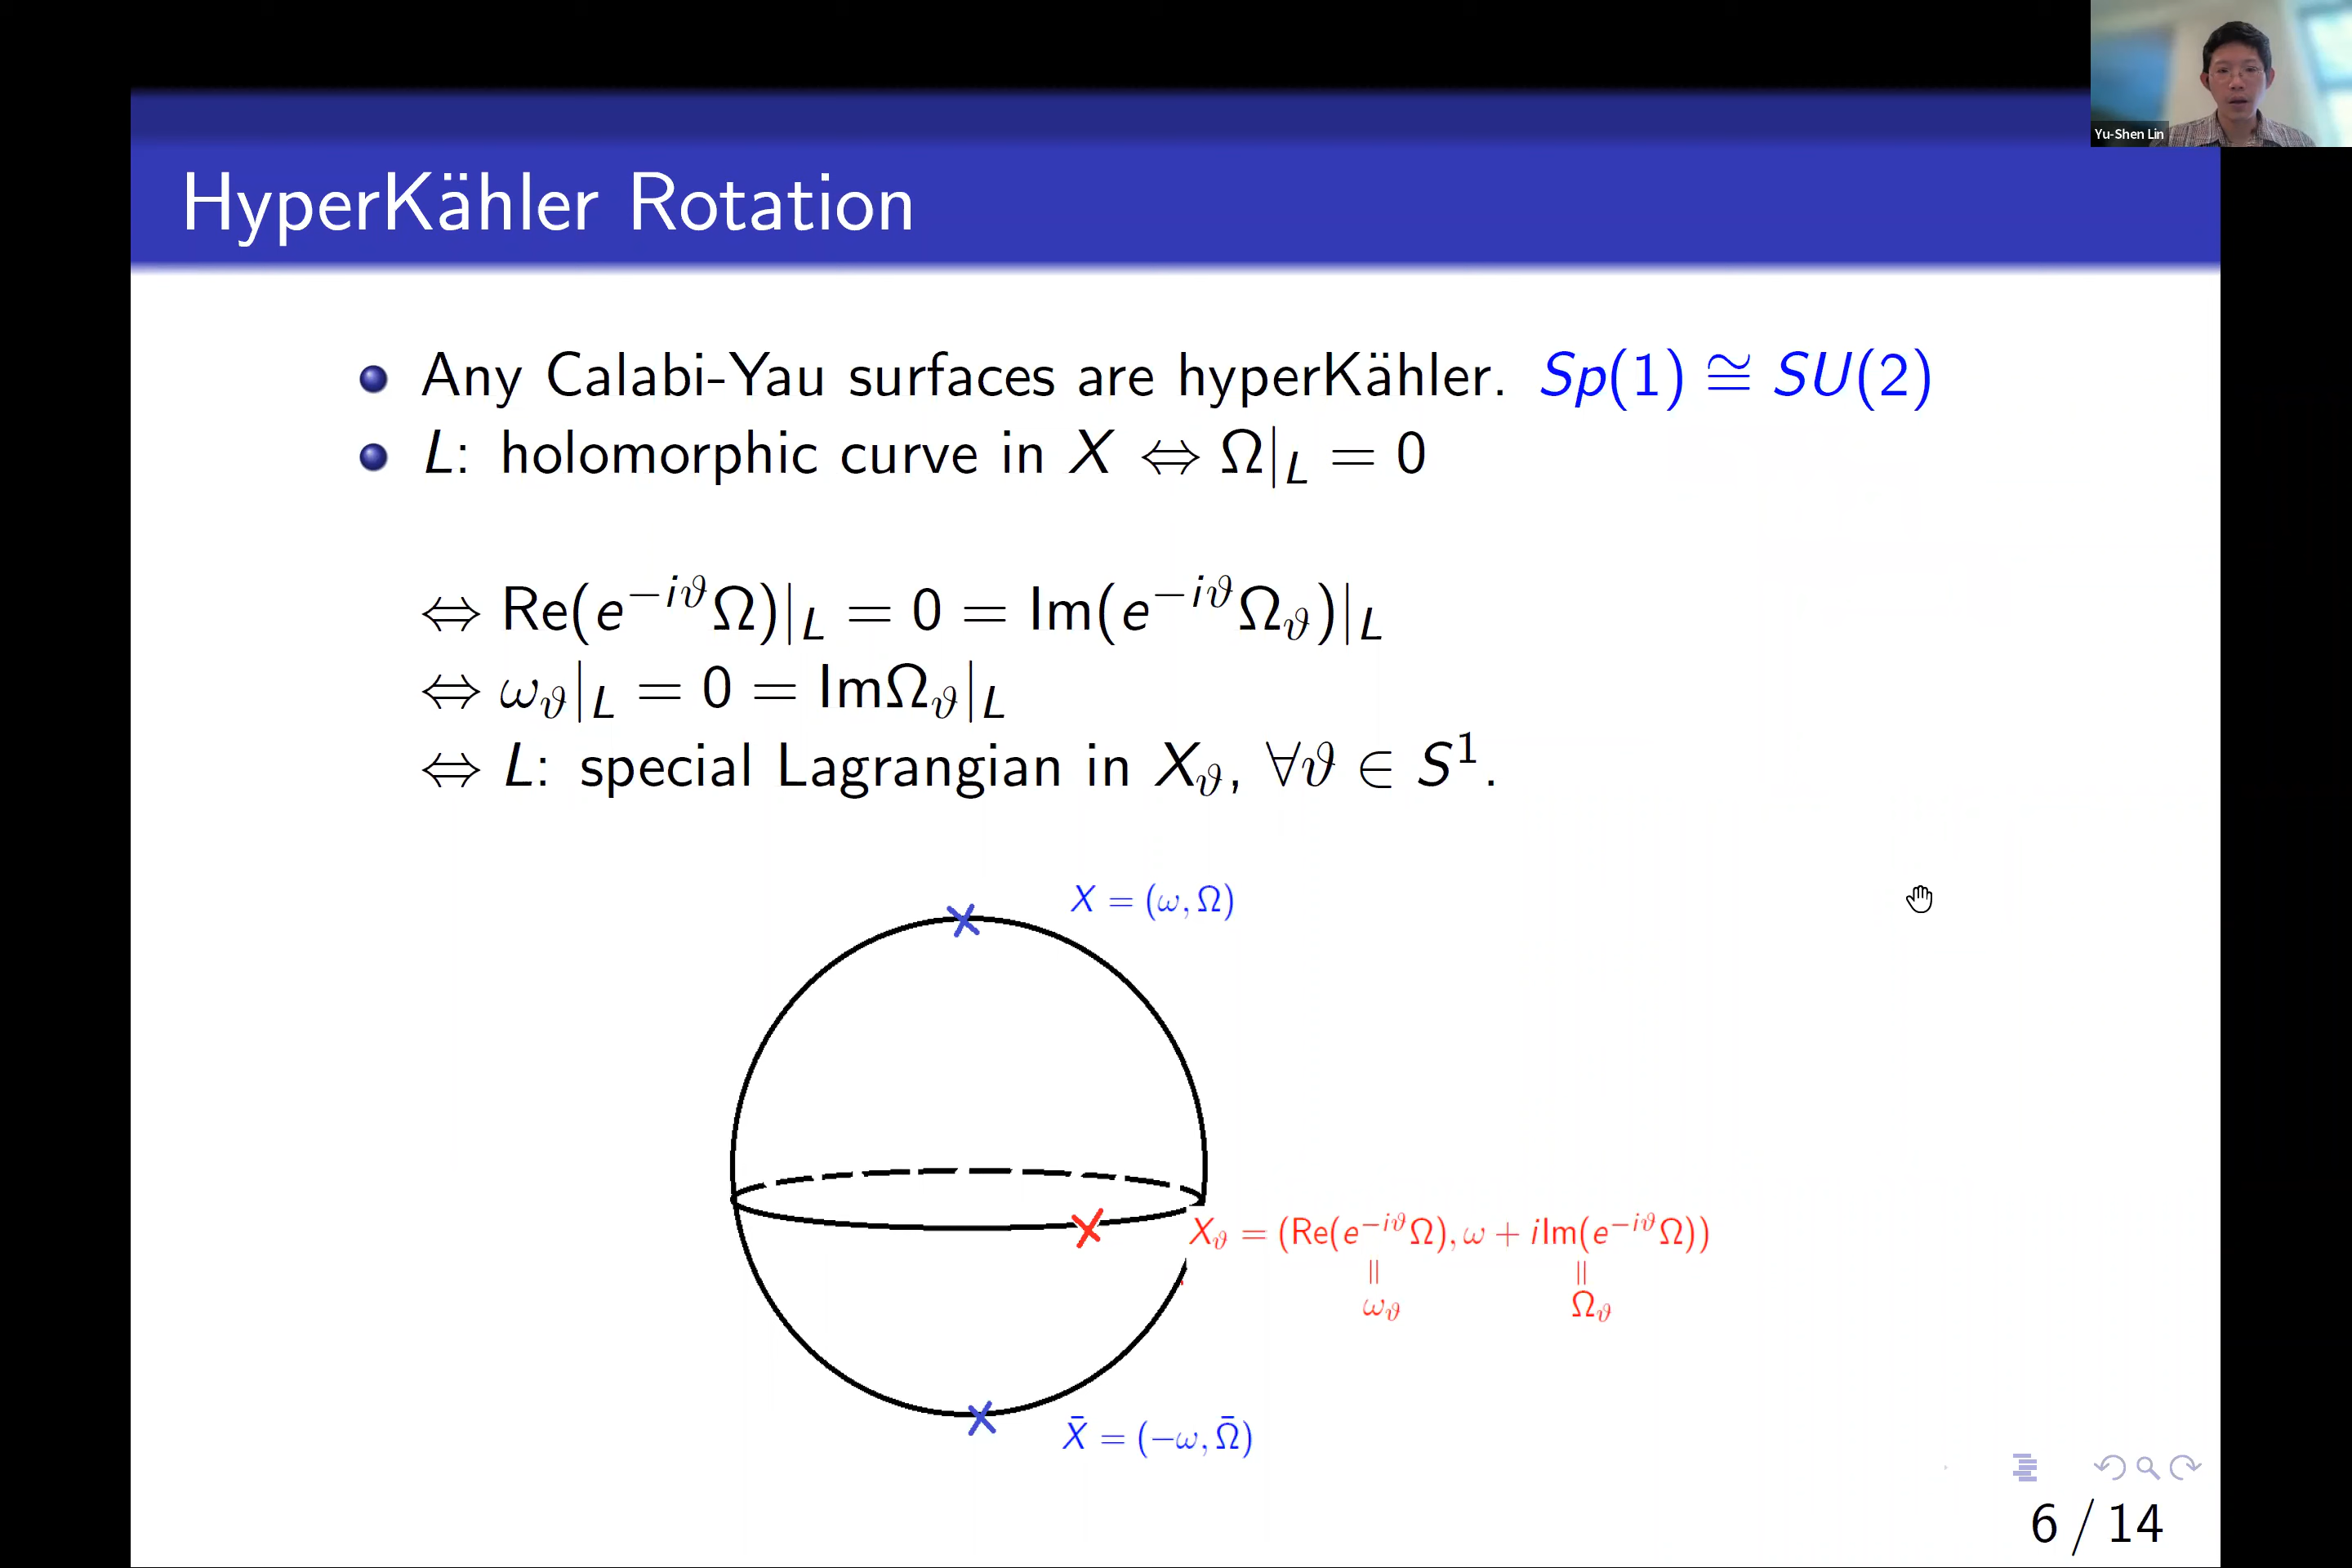 Yu-Shen Lin
HyperKähler Rotation
Any Calabi-Yau surfaces are hyperKähler. Sp(1) ≅ SU(2)
L: holomorphic curve in X ⇔ Ω|_L = 0
⇔ Re(e^{−iϑ}Ω)|_L = 0 = Im(e^{−iϑ}Ω_ϑ)|_L
⇔ ω_ϑ|_L = 0 = ImΩ_ϑ|_L
⇔ L: special Lagrangian in X_ϑ, ∀ϑ ∈ S^1.
X = (ω, Ω)
X_ϑ = (Re(e^{−iϑ}Ω), ω + iIm(e^{−iϑ}Ω))
|| ||
ω_ϑ Ω_ϑ
X̄ = (−ω, Ω̄)
6 / 14